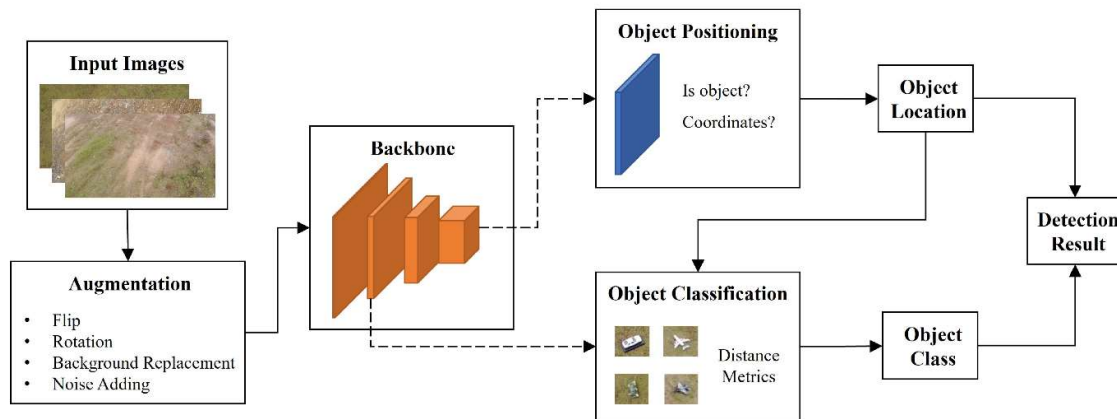 Input Images
Augmentation
• Flip
• Rotation
• Background Replacement
• Noise Adding
Backbone
Object Positioning
Is object?
Coordinates?
Object
Location
Object Classification
Distance
Metrics
Object
Class
Detection
Result